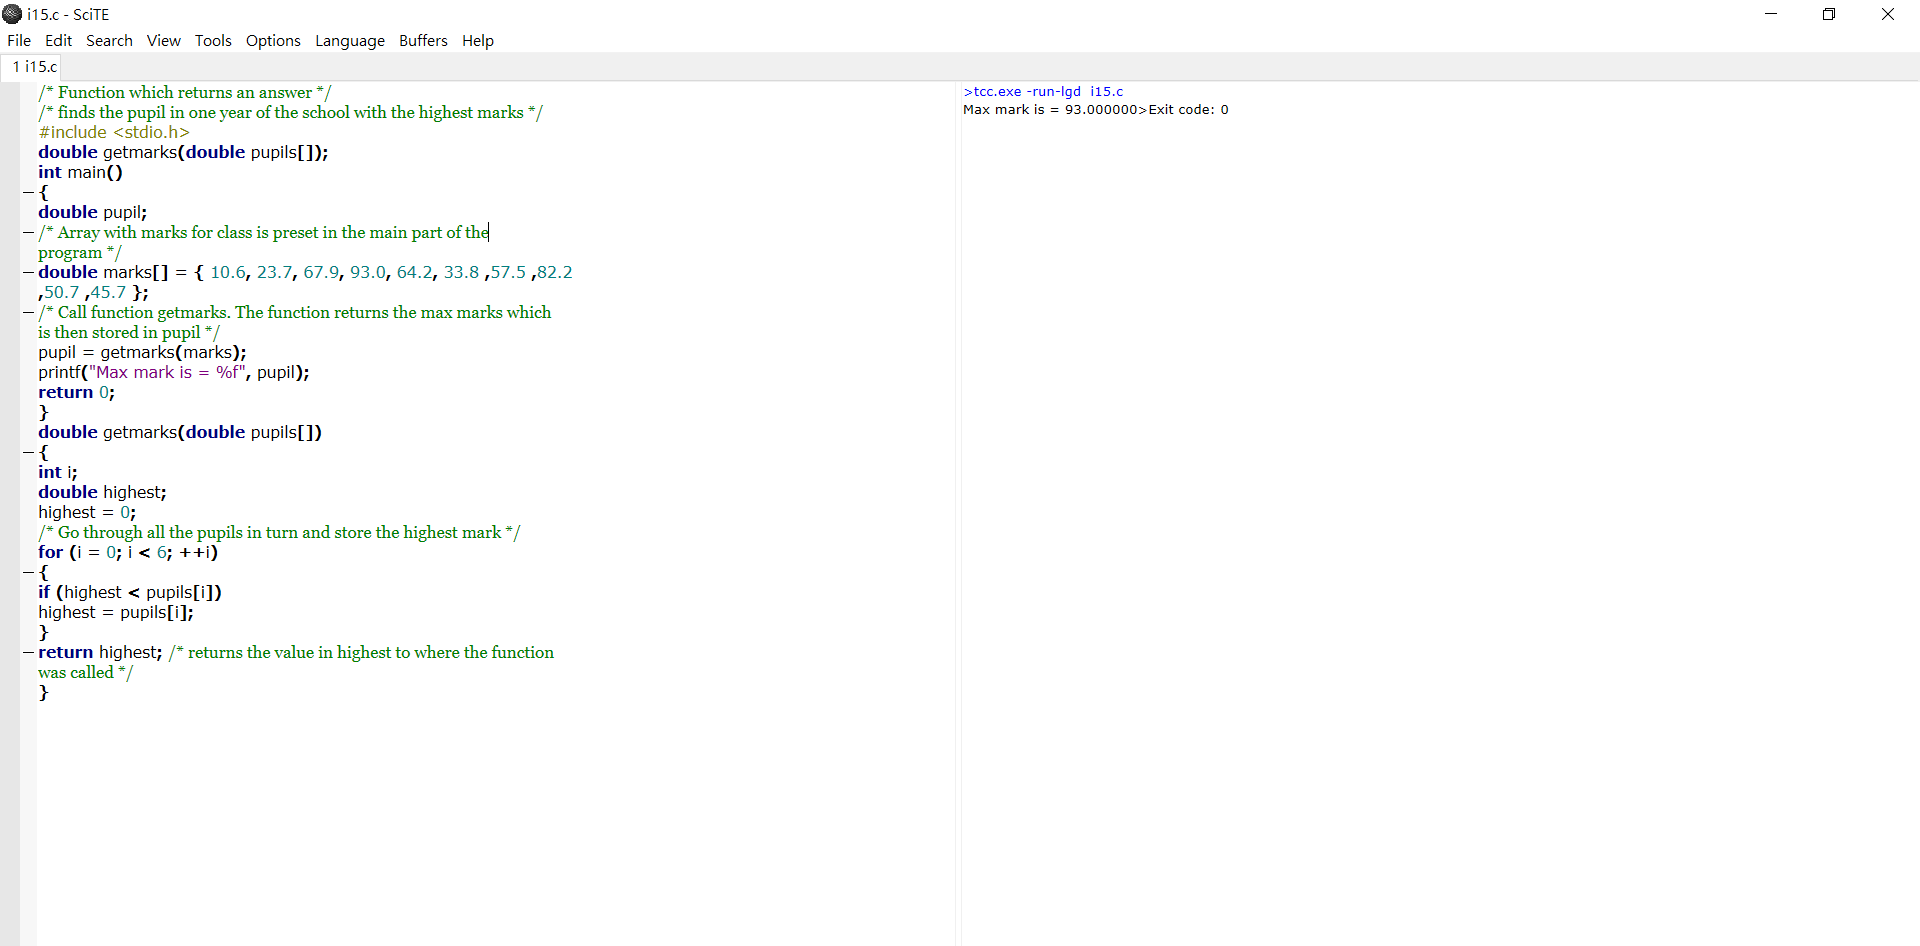 i15.c - SciTE
File Edit Search View Tools Options Language Buffers Help
1 i15.c
/* Function which returns an answer */
/* finds the pupil in one year of the school with the highest marks */
#include <stdio.h>
double getmarks(double pupils[]);
int main()
{
double pupil;
/* Array with marks for class is preset in the main part of the
program */
double marks[] = { 10.6, 23.7, 67.9, 93.0, 64.2, 33.8 ,57.5 ,82.2
,50.7 ,45.7 };
/* Call function getmarks. The function returns the max marks which
is then stored in pupil */
pupil = getmarks(marks);
printf("Max mark is = %f", pupil);
return 0;
}
double getmarks(double pupils[])
{
int i;
double highest;
highest = 0;
/* Go through all the pupils in turn and store the highest mark */
for (i = 0; i < 6; ++i)
{
if (highest < pupils[i])
highest = pupils[i];
}
return highest; /* returns the value in highest to where the function
was called */
}
>tcc.exe -run-lgd  i15.c
Max mark is = 93.000000>Exit code: 0